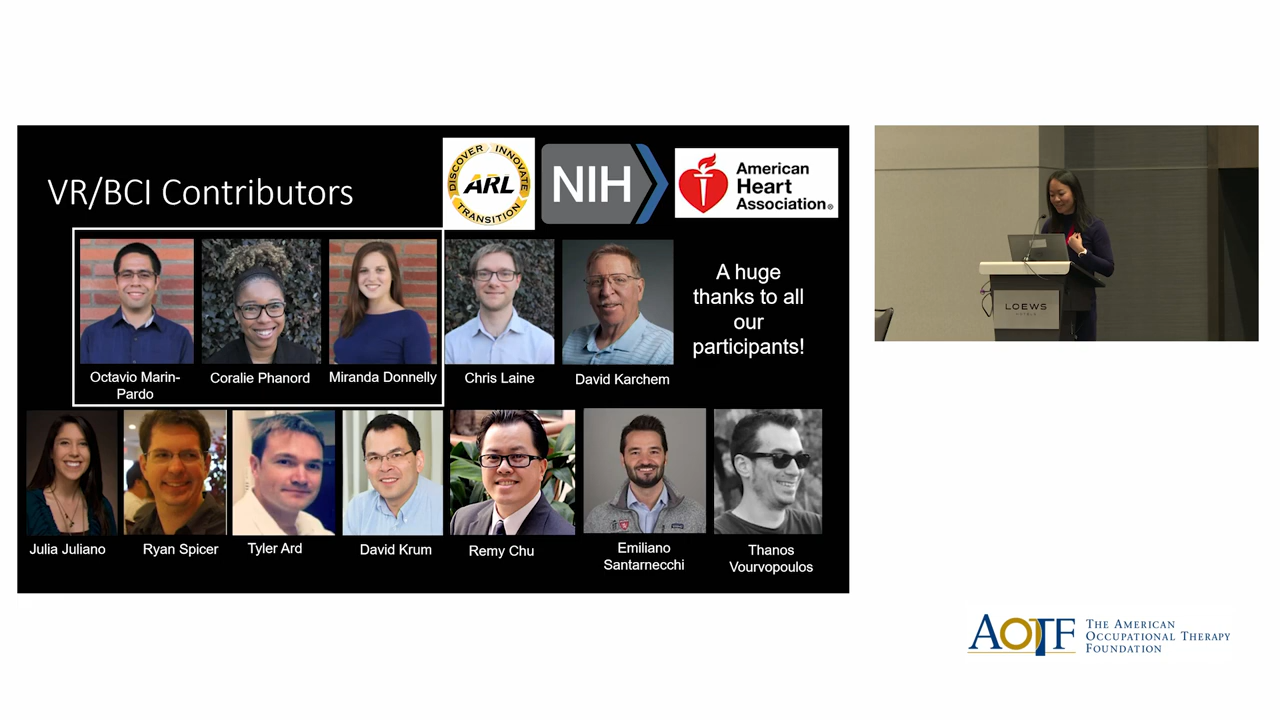 VR/BCI Contributors
DISCOVER INNOVATE
ARL
TRANSITION
NIH
American
Heart
Association®
A huge
thanks to all
our
participants!
Octavio Marin-
Pardo
Coralie Phanord
Miranda Donnelly
Chris Laine
David Karchem
Julia Juliano
Ryan Spicer
Tyler Ard
David Krum
Remy Chu
Emiliano
Santarnecchi
Thanos
Vourvopoulos
LOEWS
HOTELS
AOTF
THE AMERICAN
OCCUPATIONAL THERAPY
FOUNDATION